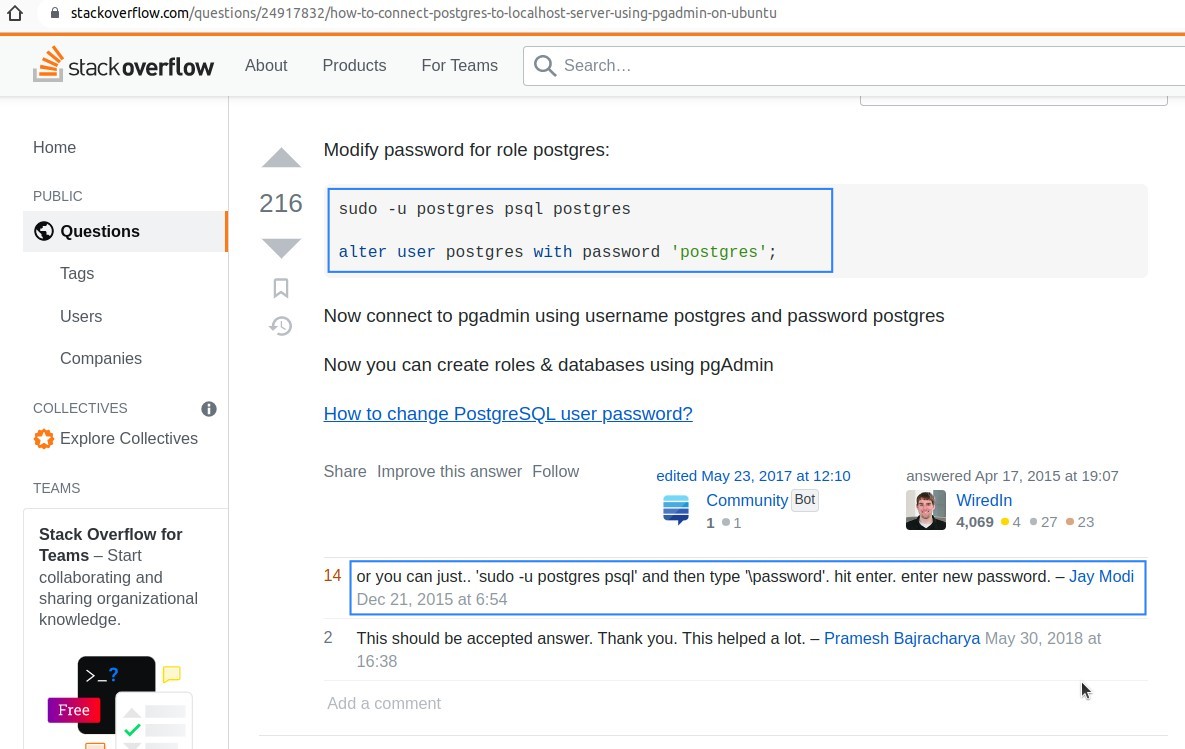 stackoverflow.com/questions/24917832/how-to-connect-postgres-to-localhost-server-using-pgadmin-on-ubuntu
stackoverflow
About
Products
For Teams
Search…
Home
PUBLIC
Questions
Tags
Users
Companies
COLLECTIVES
Explore Collectives
TEAMS
Stack Overflow for
Teams – Start
collaborating and
sharing organizational
knowledge.
>_?
Free
Modify password for role postgres:
216
sudo -u postgres psql postgres
alter user postgres with password 'postgres';
Now connect to pgadmin using username postgres and password postgres
Now you can create roles & databases using pgAdmin
How to change PostgreSQL user password?
Share Improve this answer Follow
edited May 23, 2017 at 12:10
Community Bot
1 1
answered Apr 17, 2015 at 19:07
WiredIn
4,069 4 27 23
14 or you can just.. 'sudo -u postgres psql' and then type '\password'. hit enter. enter new password. – Jay Modi
Dec 21, 2015 at 6:54
2 This should be accepted answer. Thank you. This helped a lot. – Pramesh Bajracharya May 30, 2018 at
16:38
Add a comment